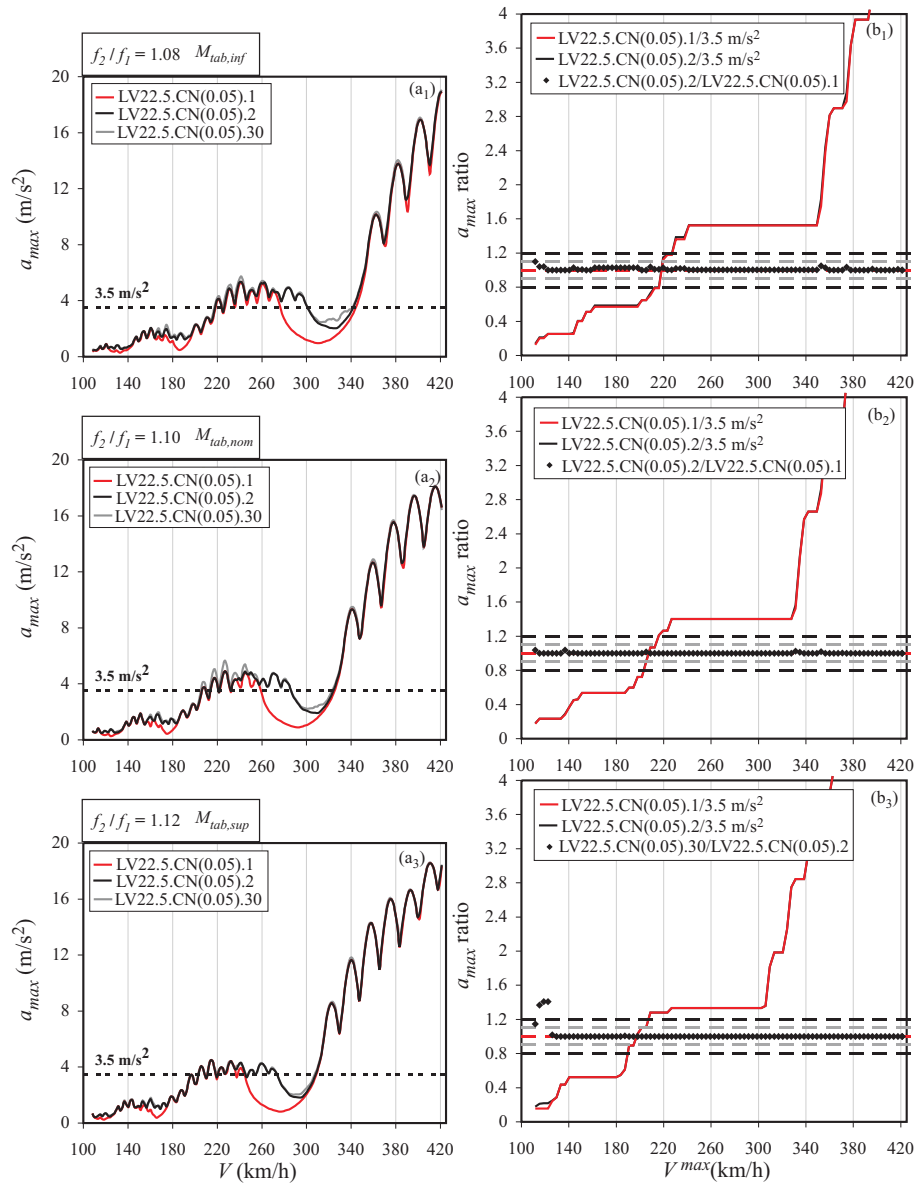 f2 / f1 = 1.08 Mtab,inf
(a1)
LV22.5.CN(0.05).1
LV22.5.CN(0.05).2
LV22.5.CN(0.05).30
3.5 m/s2
amax (m/s2)
20
16
12
8
4
0
100 140 180 220 260 300 340 380 420
(b1)
LV22.5.CN(0.05).1/3.5 m/s2
LV22.5.CN(0.05).2/3.5 m/s2
LV22.5.CN(0.05).2/LV22.5.CN(0.05).1
amax ratio
4
3.6
3.2
2.8
2.4
2
1.6
1.2
0.8
0.4
0
100 140 180 220 260 300 340 380 420
f2 / f1 = 1.10 Mtab,nom
(a2)
LV22.5.CN(0.05).1
LV22.5.CN(0.05).2
LV22.5.CN(0.05).30
3.5 m/s2
amax (m/s2)
20
16
12
8
4
0
100 140 180 220 260 300 340 380 420
(b2)
LV22.5.CN(0.05).1/3.5 m/s2
LV22.5.CN(0.05).2/3.5 m/s2
LV22.5.CN(0.05).2/LV22.5.CN(0.05).1
amax ratio
4
3.6
3.2
2.8
2.4
2
1.6
1.2
0.8
0.4
0
100 140 180 220 260 300 340 380 420
f2 / f1 = 1.12 Mtab,sup
(a3)
LV22.5.CN(0.05).1
LV22.5.CN(0.05).2
LV22.5.CN(0.05).30
3.5 m/s2
amax (m/s2)
20
16
12
8
4
0
100 140 180 220 260 300 340 380 420
V (km/h)
(b3)
LV22.5.CN(0.05).1/3.5 m/s2
LV22.5.CN(0.05).2/3.5 m/s2
LV22.5.CN(0.05).30/LV22.5.CN(0.05).2
amax ratio
4
3.6
3.2
2.8
2.4
2
1.6
1.2
0.8
0.4
0
100 140 180 220 260 300 340 380 420
Vmax(km/h)